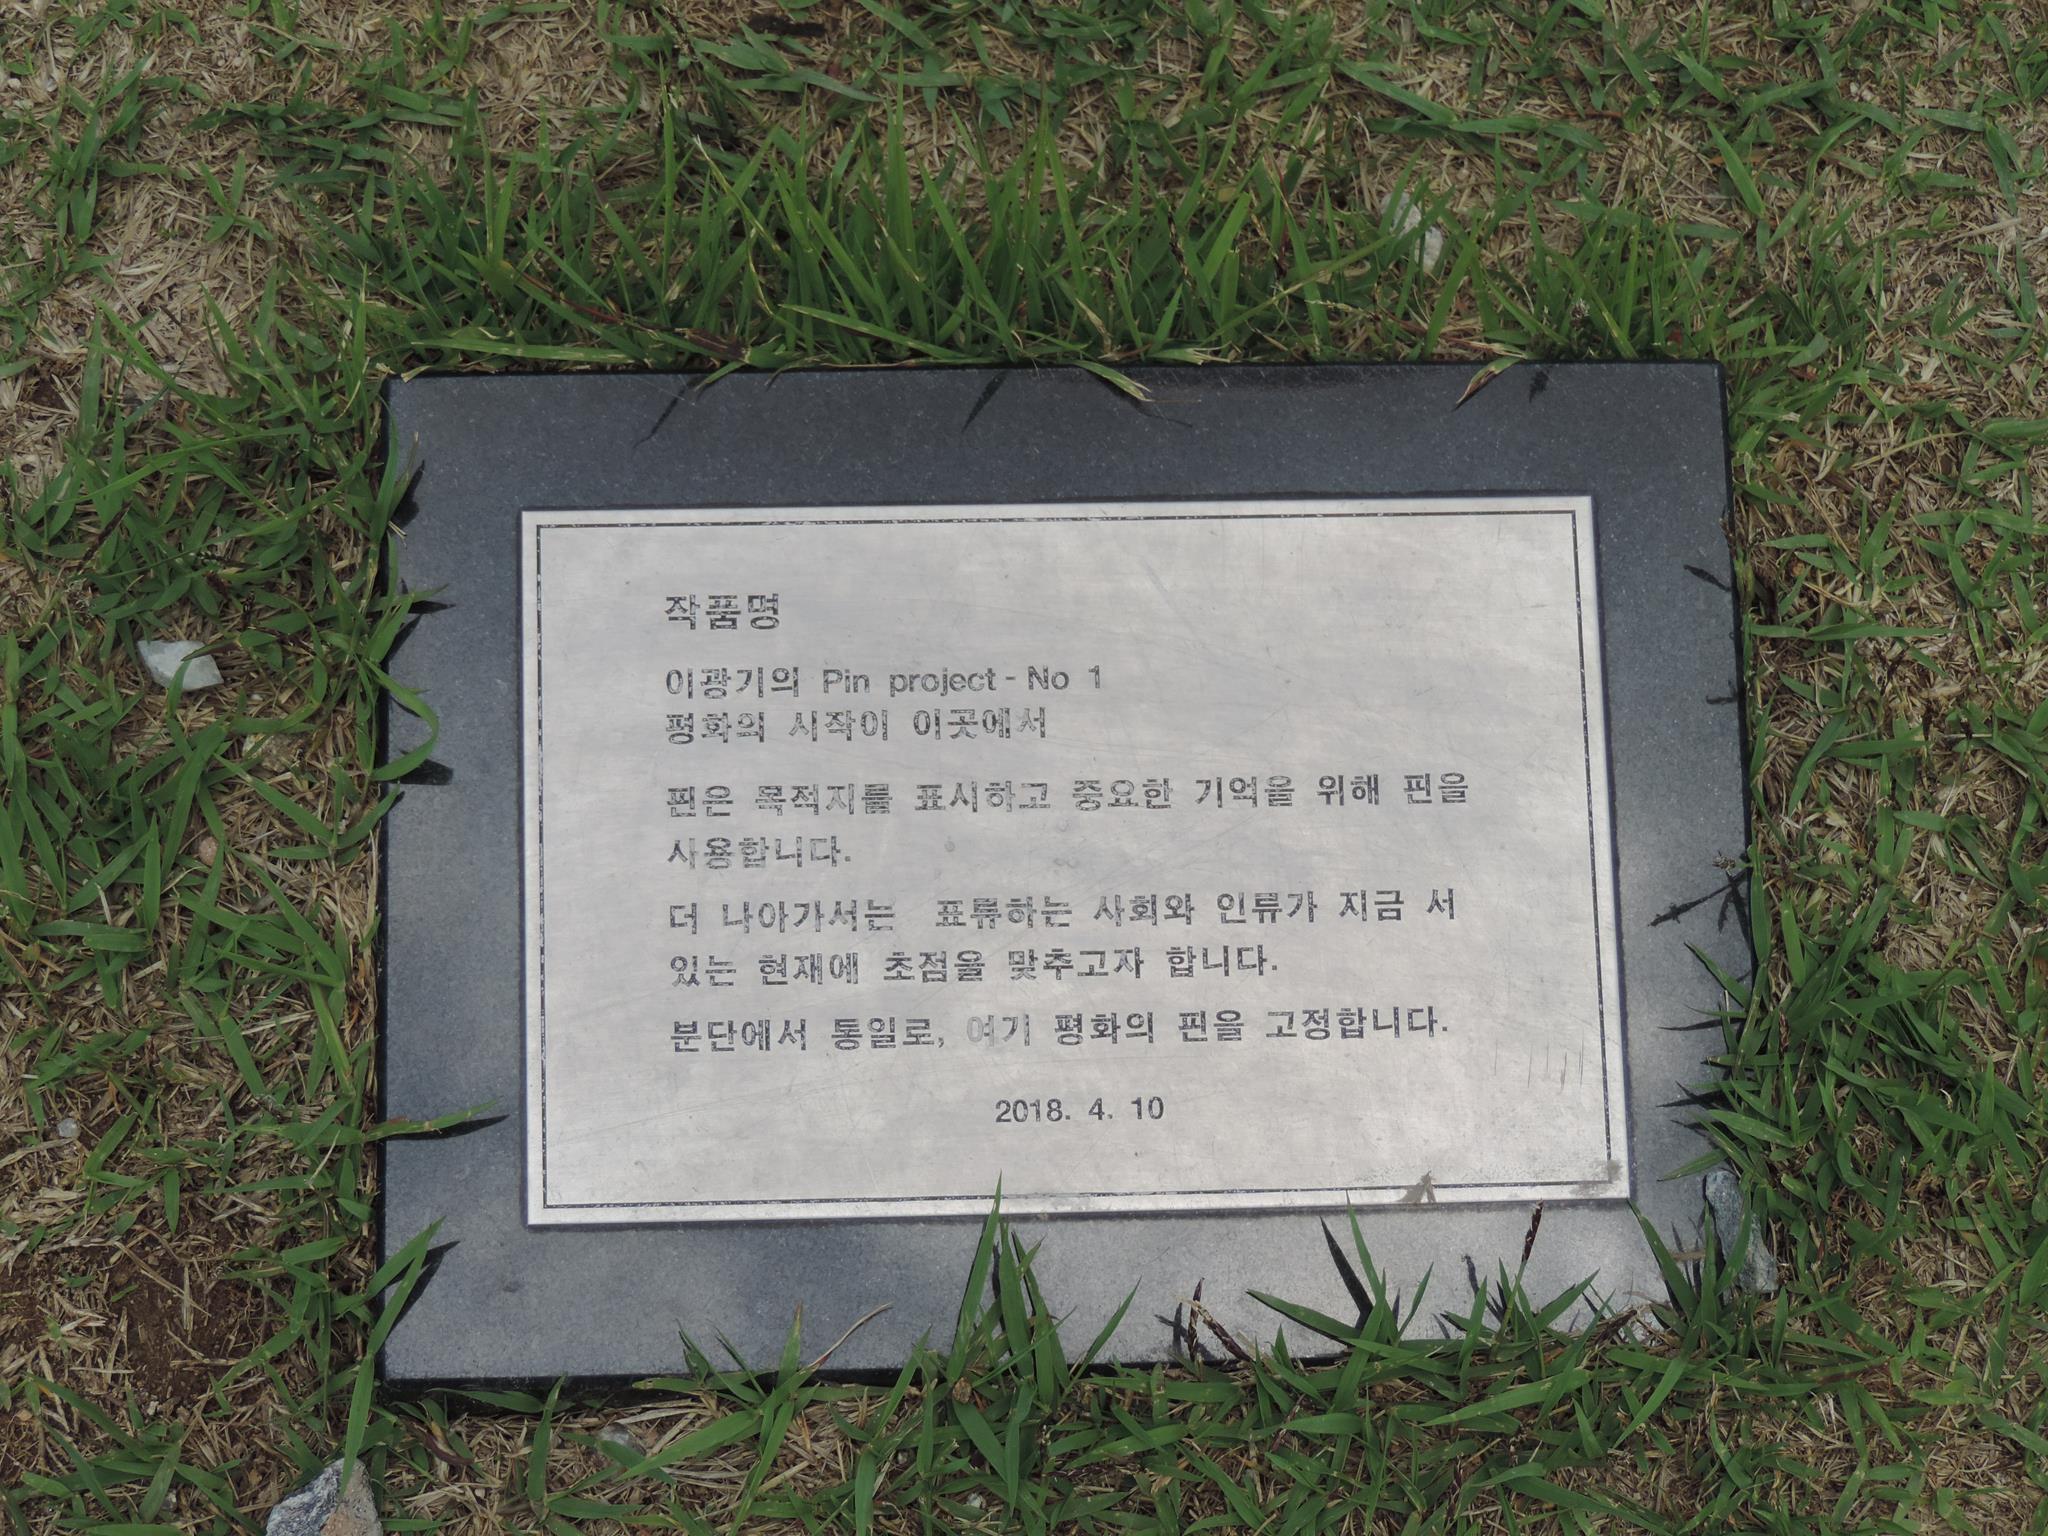 작품명
이광기의 Pin project - No 1
평화의 시작이 이곳에서
핀은 목적지를 표시하고 중요한 기억을 위해 핀을
사용합니다.
더 나아가서는 표류하는 사회와 인류가 지금 서
있는 현재에 초점을 맞추고자 합니다.
분단에서 통일로, 여기 평화의 핀을 고정합니다.
2018. 4. 10